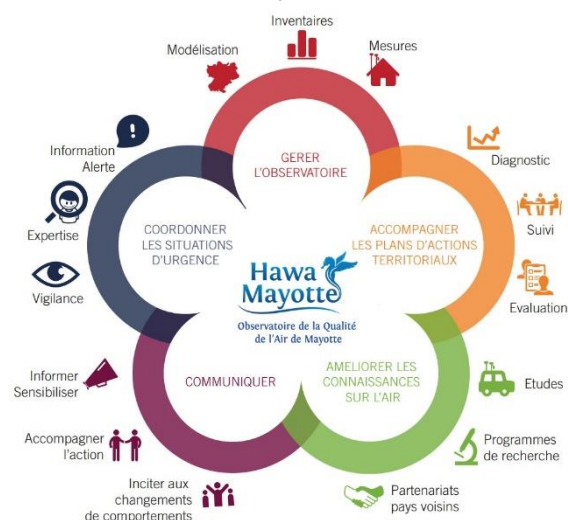 Inventaires
Modélisation
Mesures
GERER
L'OBSERVATOIRE
Diagnostic
Suivi
Evaluation
ACCOMPAGNER
LES PLANS D'ACTIONS
TERRITORIAUX
Information
Alerte
Expertise
Vigilance
COORDONNER
LES SITUATIONS
D'URGENCE
Hawa
Mayotte
Observatoire de la Qualité
de l'Air de Mayotte
COMMUNIQUER
Informer
Sensibiliser
Accompagner
l'action
Inciter aux
changements
de comportements
AMELIORER LES
CONNAISSANCES
SUR L'AIR
Etudes
Programmes
de recherche
Partenariats
pays voisins